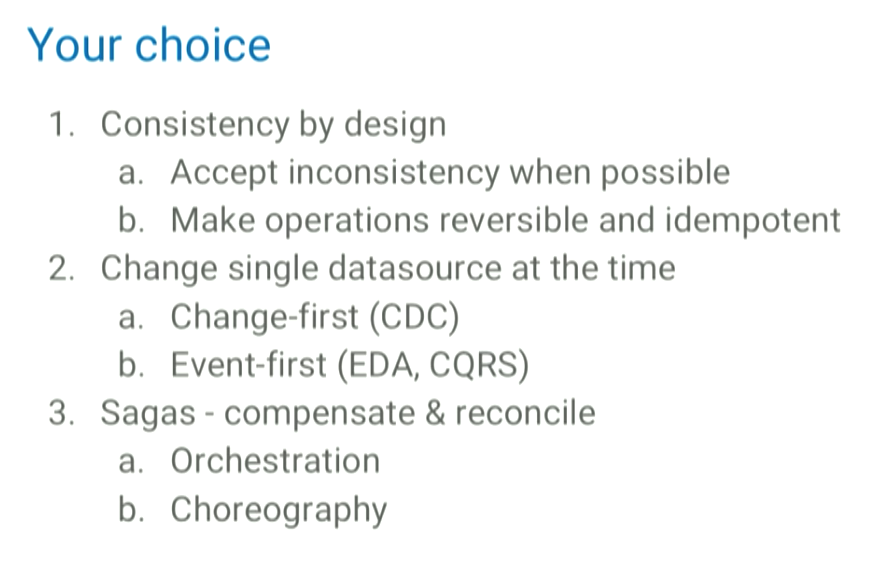 Your choice
1. Consistency by design
a. Accept inconsistency when possible
b. Make operations reversible and idempotent
2. Change single datasource at the time
a. Change-first (CDC)
b. Event-first (EDA, CQRS)
3. Sagas - compensate & reconcile
a. Orchestration
b. Choreography